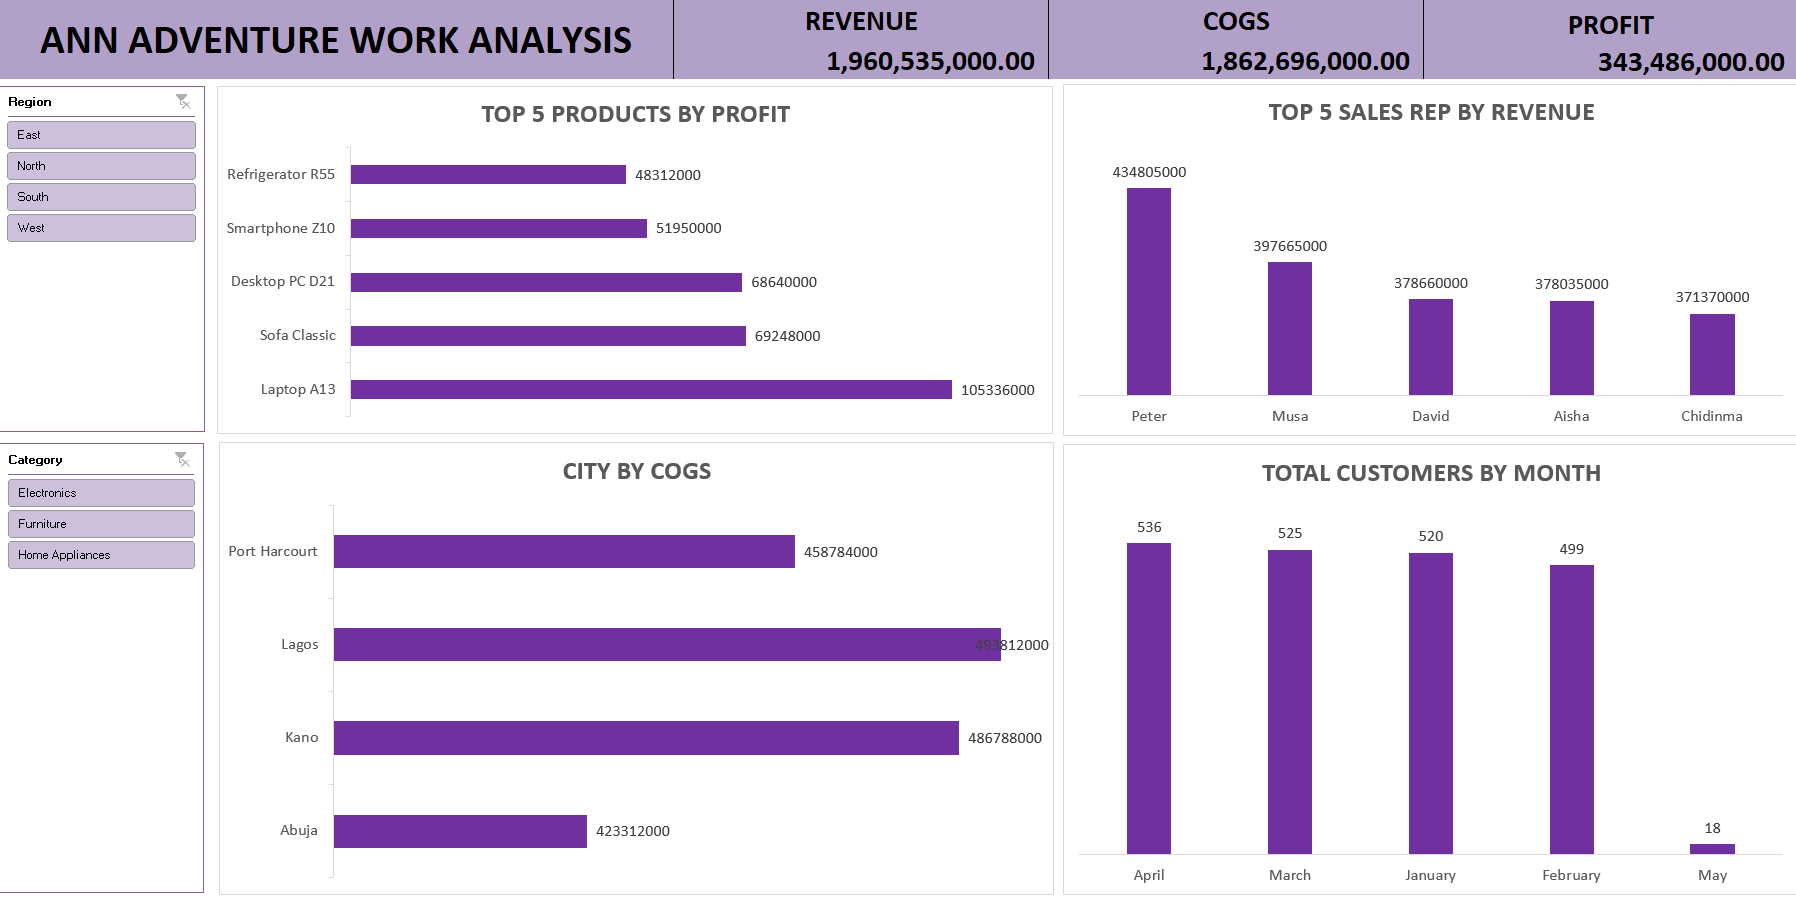 ANN ADVENTURE WORK ANALYSIS
REVENUE
1,960,535,000.00
COGS
1,862,696,000.00
PROFIT
343,486,000.00
Region
East
North
South
West
TOP 5 PRODUCTS BY PROFIT
Refrigerator R55 48312000
Smartphone Z10 51950000
Desktop PC D21 68640000
Sofa Classic 69248000
Laptop A13 105336000
TOP 5 SALES REP BY REVENUE
434805000
397665000
378660000
378035000
371370000
Peter Musa David Aisha Chidinma
Category
Electronics
Furniture
Home Appliances
CITY BY COGS
Port Harcourt 458784000
Lagos 493812000
Kano 486788000
Abuja 423312000
TOTAL CUSTOMERS BY MONTH
536
525
520
499
18
April March January February May